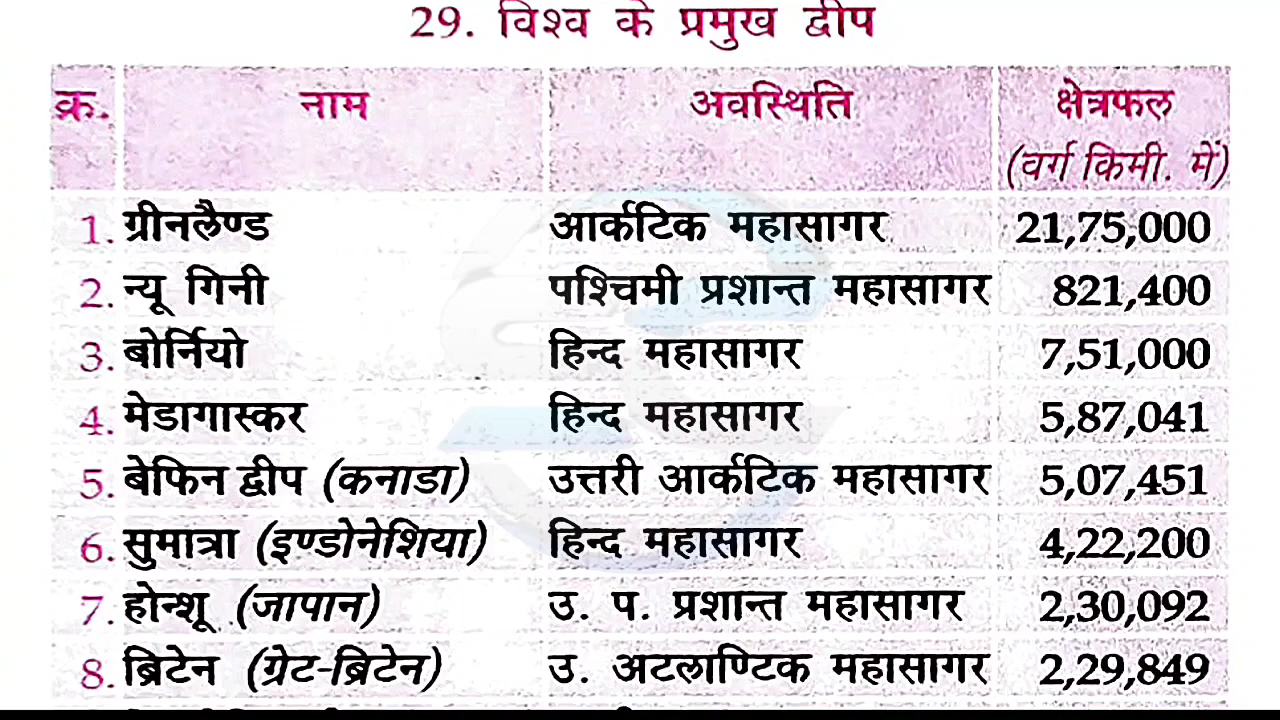 29. विश्व के प्रमुख द्वीप
क्र. नाम अवस्थिति क्षेत्रफल
(वर्ग किमी. में)
1. ग्रीनलैण्ड आर्कटिक महासागर 21,75,000
2. न्यू गिनी पश्चिमी प्रशान्त महासागर 821,400
3. बोर्नियो हिन्द महासागर 7,51,000
4. मेडागास्कर हिन्द महासागर 5,87,041
5. बेफिन द्वीप (कनाडा) उत्तरी आर्कटिक महासागर 5,07,451
6. सुमात्रा (इण्डोनेशिया) हिन्द महासागर 4,22,200
7. होन्शू (जापान) उ. प. प्रशान्त महासागर 2,30,092
8. ब्रिटेन (ग्रेट-ब्रिटेन) उ. अटलाण्टिक महासागर 2,29,849